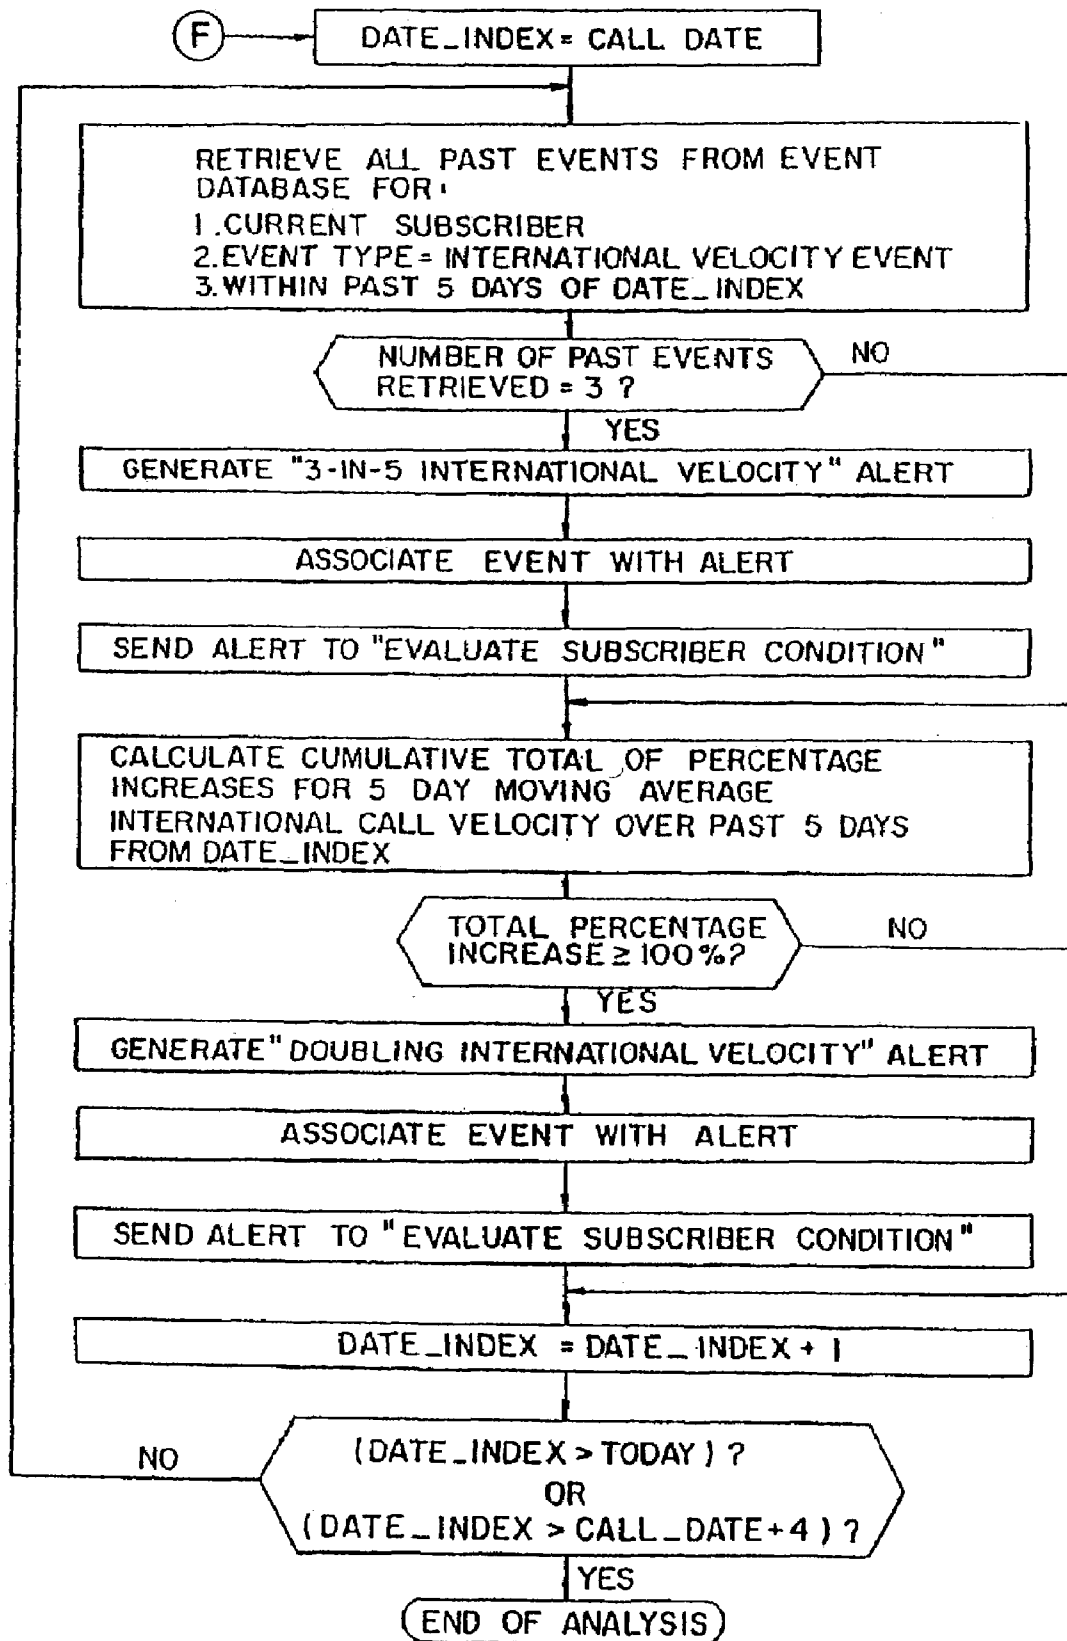 F
DATE_INDEX = CALL DATE
RETRIEVE ALL PAST EVENTS FROM EVENT
DATABASE FOR:
1. CURRENT SUBSCRIBER
2. EVENT TYPE = INTERNATIONAL VELOCITY EVENT
3. WITHIN PAST 5 DAYS OF DATE_INDEX
NUMBER OF PAST EVENTS
RETRIEVED = 3 ?
NO
YES
GENERATE "3-IN-5 INTERNATIONAL VELOCITY" ALERT
ASSOCIATE EVENT WITH ALERT
SEND ALERT TO "EVALUATE SUBSCRIBER CONDITION"
CALCULATE CUMULATIVE TOTAL OF PERCENTAGE
INCREASES FOR 5 DAY MOVING AVERAGE
INTERNATIONAL CALL VELOCITY OVER PAST 5 DAYS
FROM DATE_INDEX
TOTAL PERCENTAGE
INCREASE ≥ 100%?
NO
YES
GENERATE "DOUBLING INTERNATIONAL VELOCITY" ALERT
ASSOCIATE EVENT WITH ALERT
SEND ALERT TO "EVALUATE SUBSCRIBER CONDITION"
DATE_INDEX = DATE_INDEX + 1
(DATE_INDEX > TODAY) ?
OR
(DATE_INDEX > CALL_DATE+4) ?
NO
YES
END OF ANALYSIS